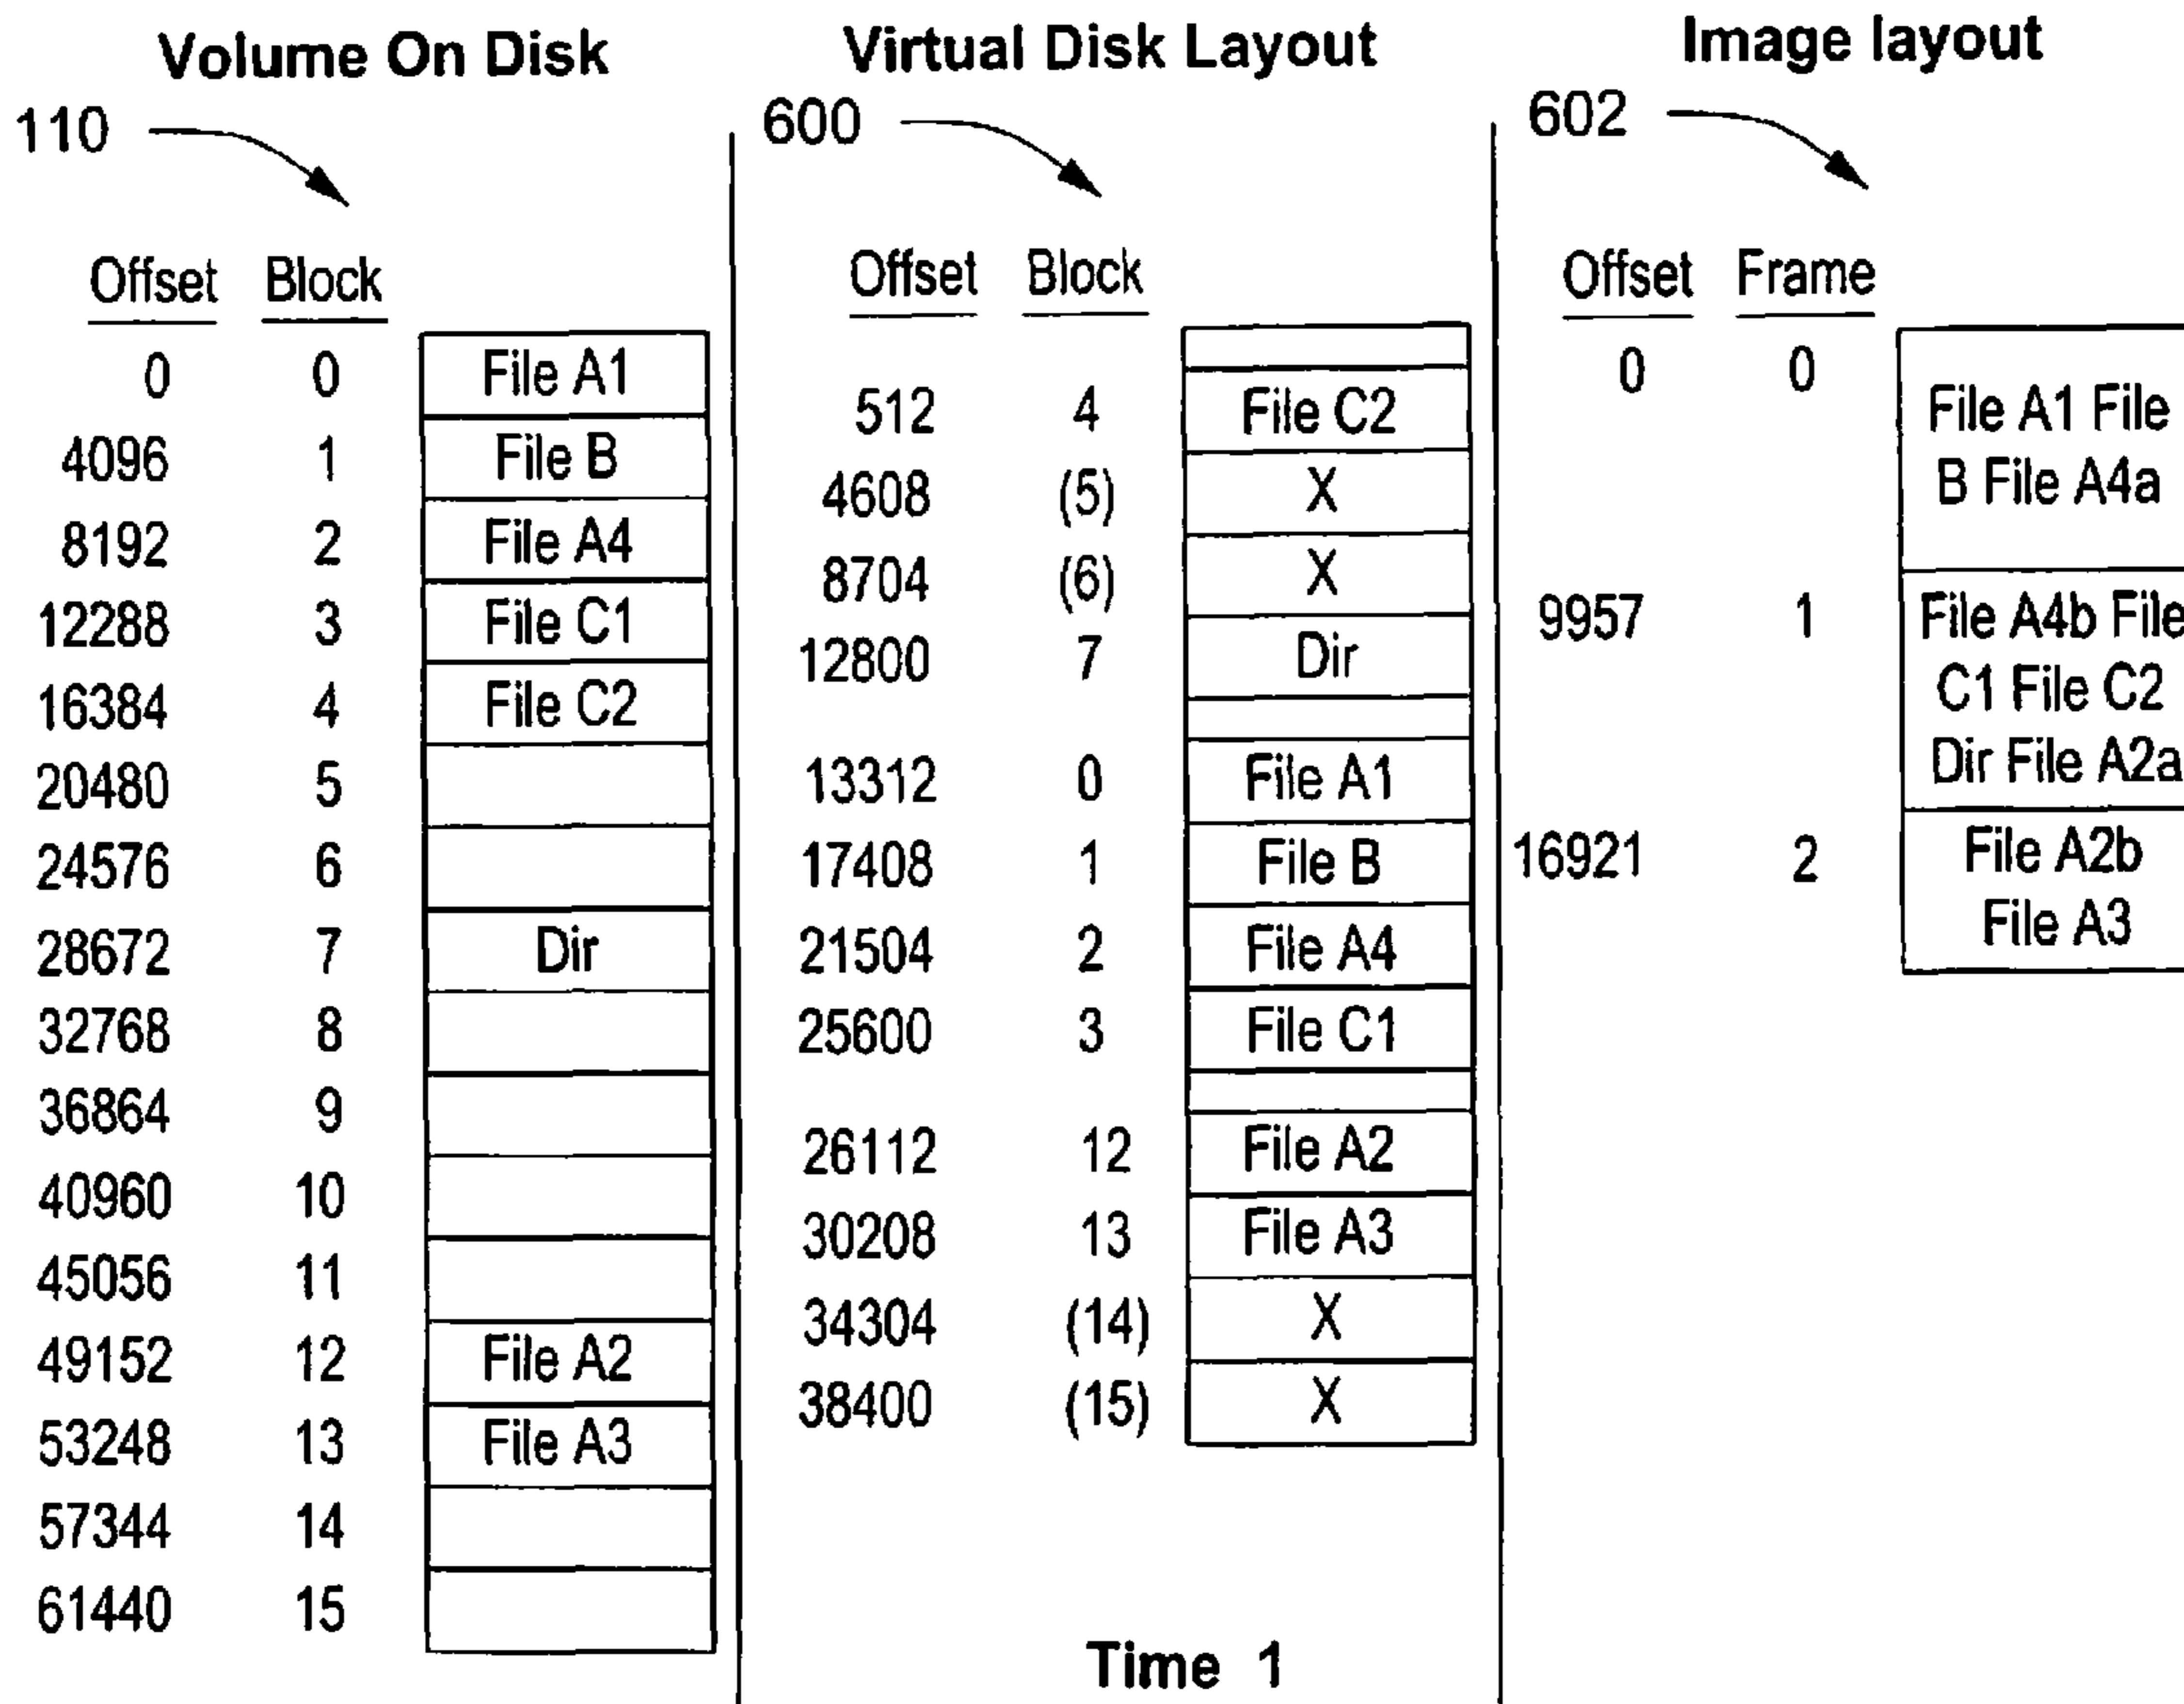 Volume On Disk
110
Offset Block
0 0 File A1
4096 1 File B
8192 2 File A4
12288 3 File C1
16384 4 File C2
20480 5
24576 6
28672 7 Dir
32768 8
36864 9
40960 10
45056 11
49152 12 File A2
53248 13 File A3
57344 14
61440 15
Virtual Disk Layout
600
Offset Block
512 4 File C2
4608 (5) X
8704 (6) X
12800 7 Dir
13312 0 File A1
17408 1 File B
21504 2 File A4
25600 3 File C1
26112 12 File A2
30208 13 File A3
34304 (14) X
38400 (15) X
Time 1
Image layout
602
Offset Frame
0 0
File A1 File
B File A4a
9957 1 File A4b File
C1 File C2
Dir File A2a
16921 2 File A2b
File A3